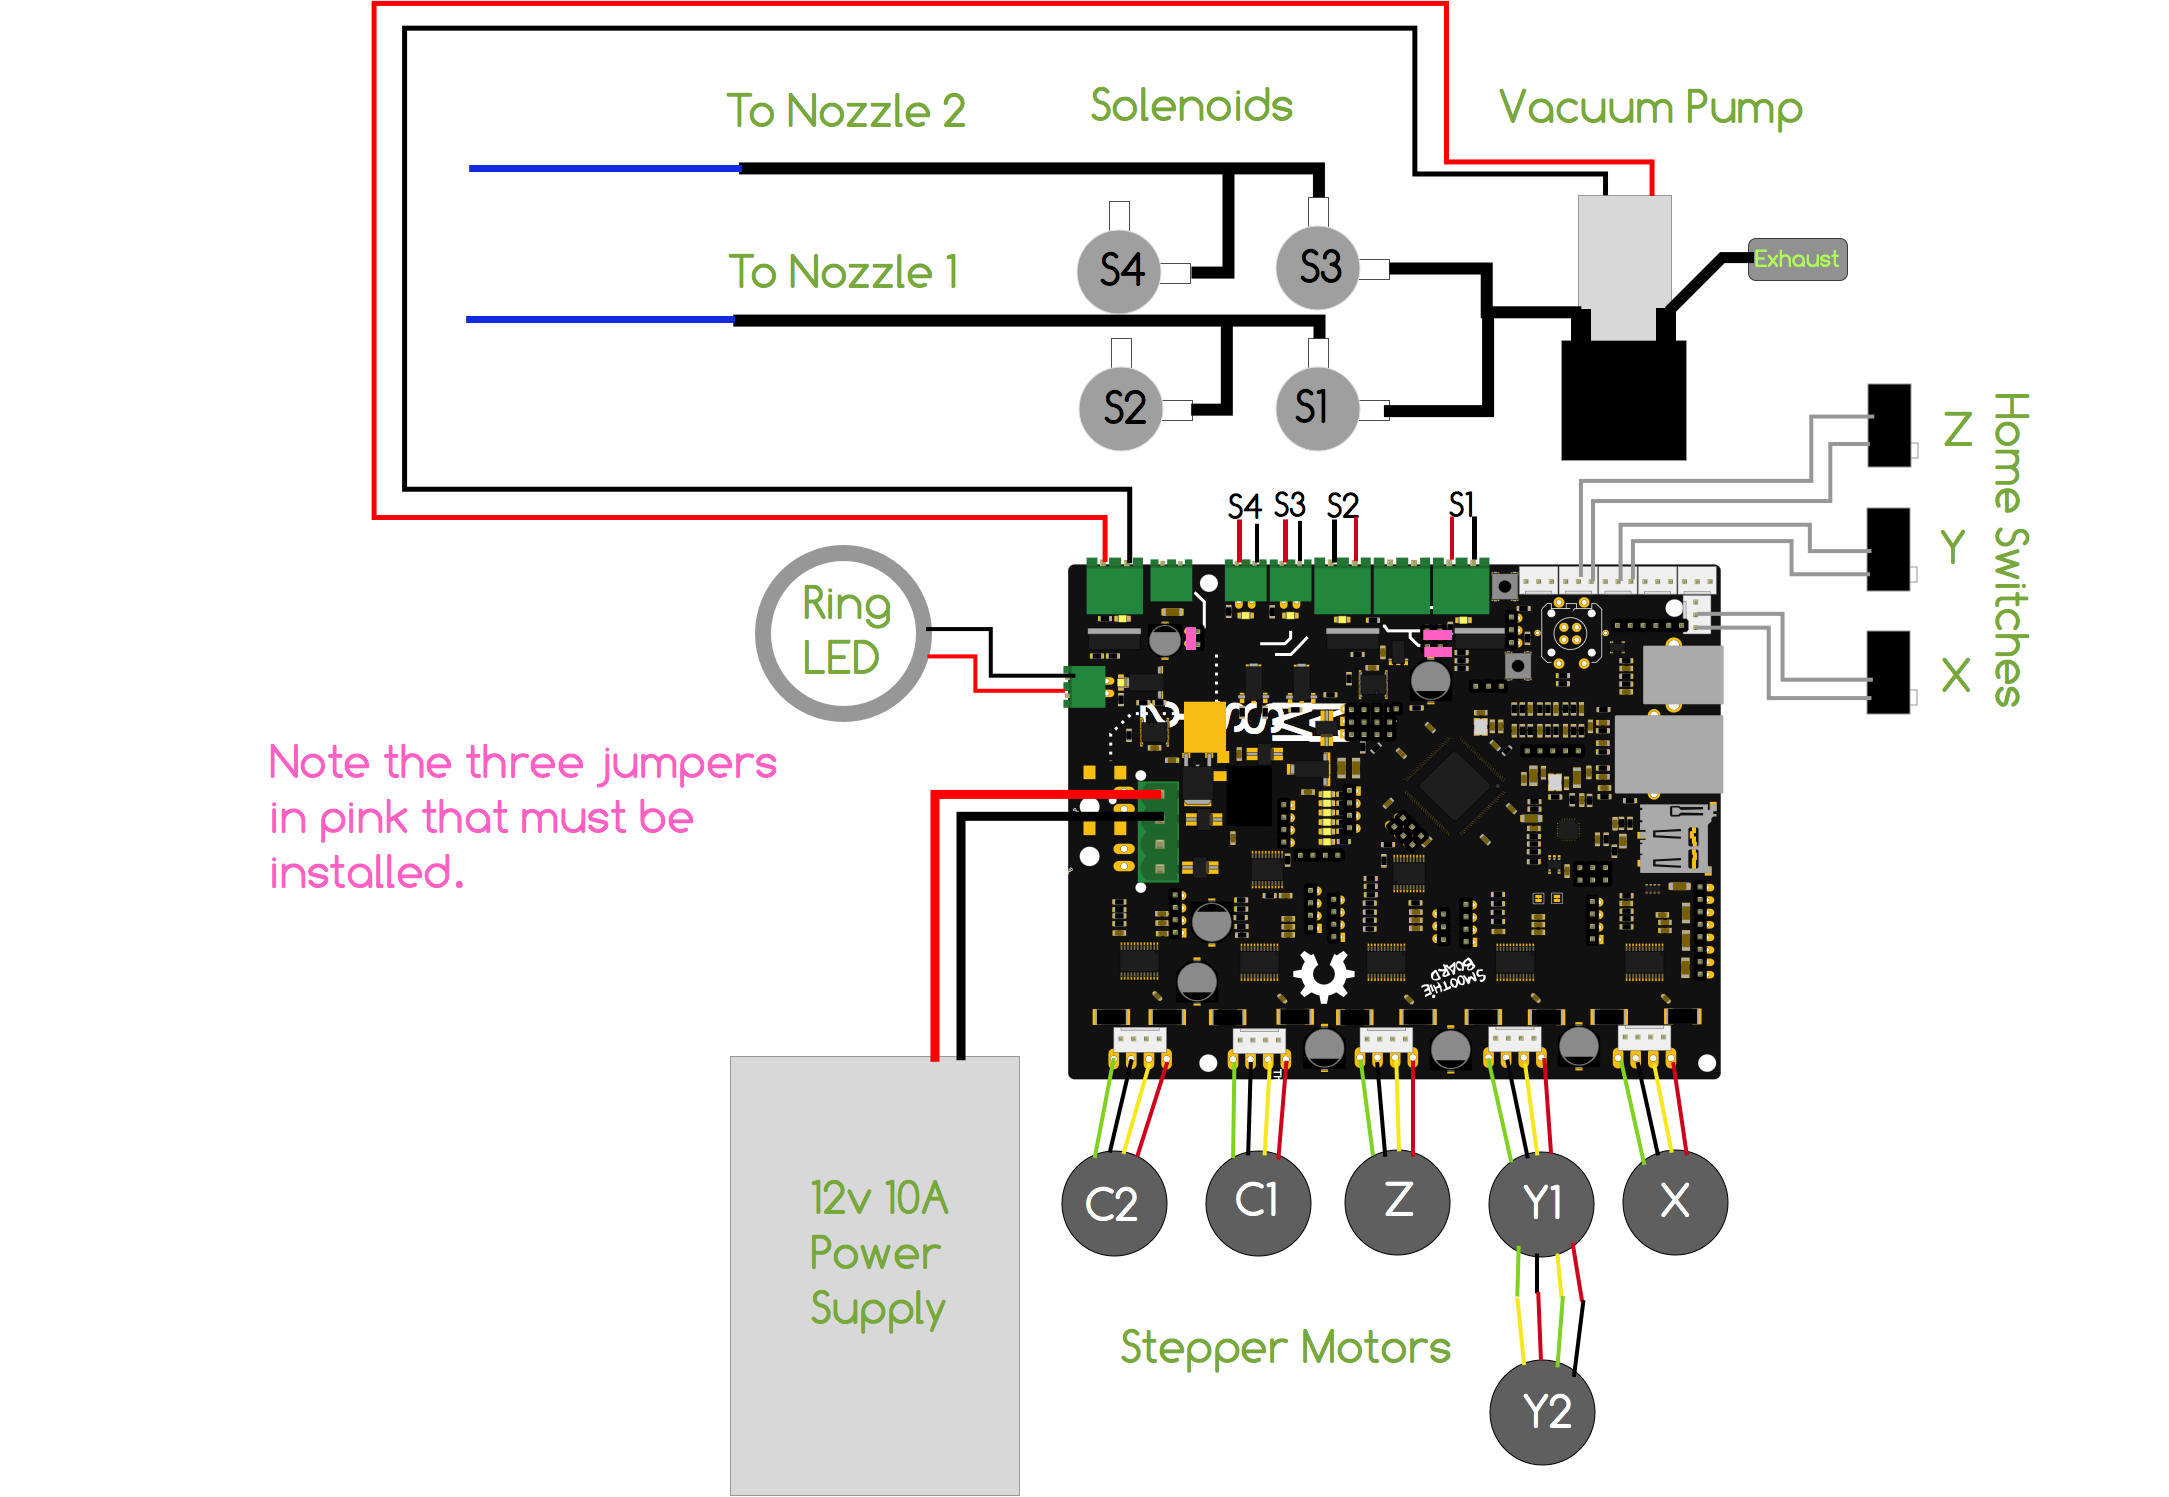 To Nozzle 2
Solenoids
Vacuum Pump
S4
S3
Exhaust
To Nozzle 1
S2
S1
Z
Y
X
Home Switches
S4
S3
S2
S1
Ring
LED
Note the three jumpers
in pink that must be
installed.
SMOOTHIE
BOARD
12v 10A
Power
Supply
C2
C1
Z
Y1
X
Stepper Motors
Y2